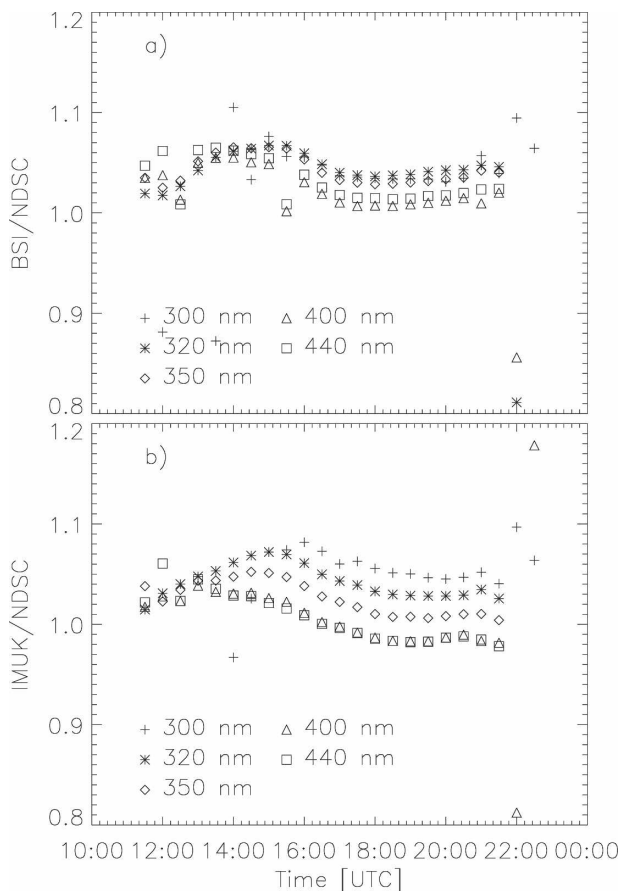 1.2
a)
1.1
1.0
0.9
0.8
BSI/NDSC
+ 300 nm
△ 400 nm
✳ 320 nm
□ 440 nm
◇ 350 nm
1.2
b)
1.1
1.0
0.9
0.8
IMUK/NDSC
+ 300 nm
△ 400 nm
✳ 320 nm
□ 440 nm
◇ 350 nm
10:00 12:00 14:00 16:00 18:00 20:00 22:00 00:00
Time [UTC]